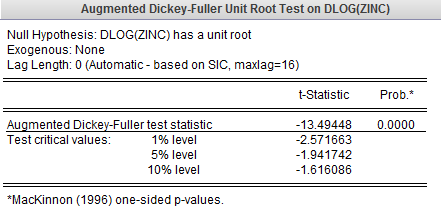 Augmented Dickey-Fuller Unit Root Test on DLOG(ZINC)
Null Hypothesis: DLOG(ZINC) has a unit root
Exogenous: None
Lag Length: 0 (Automatic - based on SIC, maxlag=16)
t-Statistic Prob.*
Augmented Dickey-Fuller test statistic -13.49448 0.0000
Test critical values: 1% level -2.571663
5% level -1.941742
10% level -1.616086
*MacKinnon (1996) one-sided p-values.